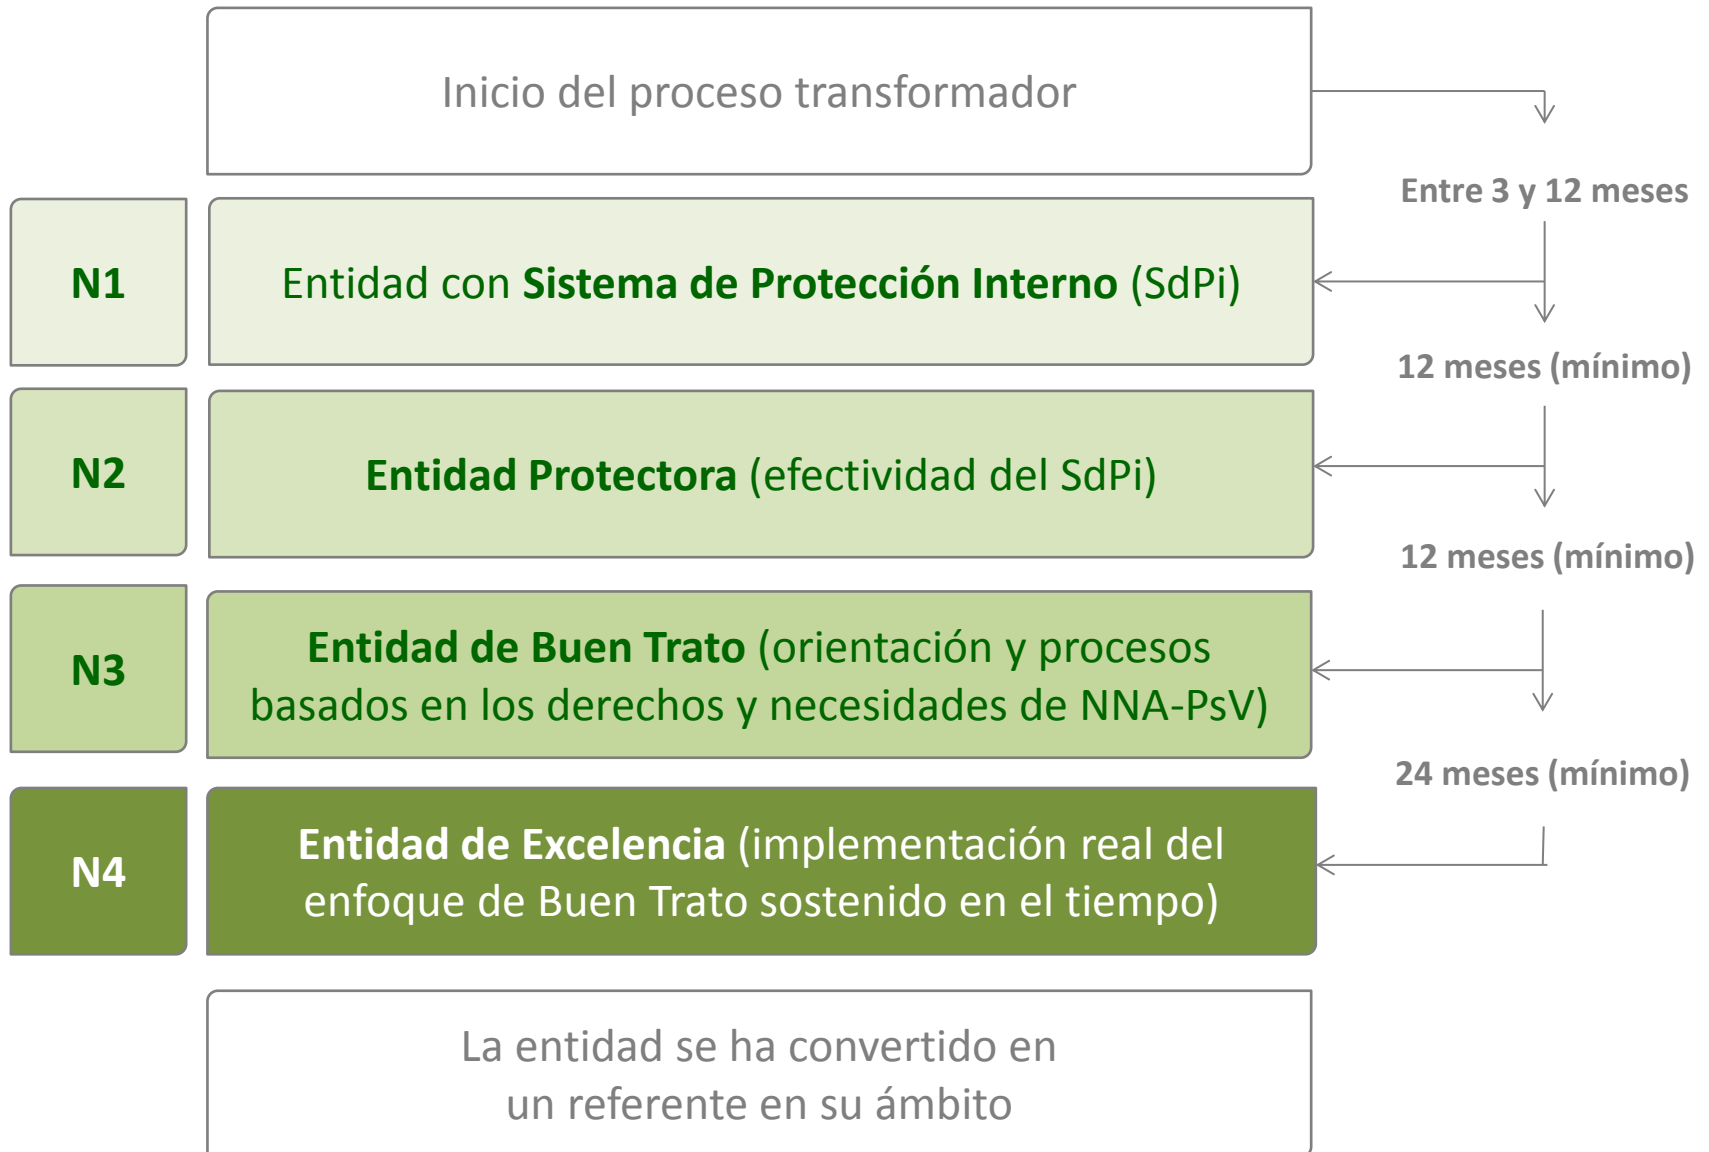 Inicio del proceso transformador
Entre 3 y 12 meses
N1
Entidad con Sistema de Protección Interno (SdPi)
12 meses (mínimo)
N2
Entidad Protectora (efectividad del SdPi)
12 meses (mínimo)
N3
Entidad de Buen Trato (orientación y procesos
basados en los derechos y necesidades de NNA-PsV)
24 meses (mínimo)
N4
Entidad de Excelencia (implementación real del
enfoque de Buen Trato sostenido en el tiempo)
La entidad se ha convertido en
un referente en su ámbito